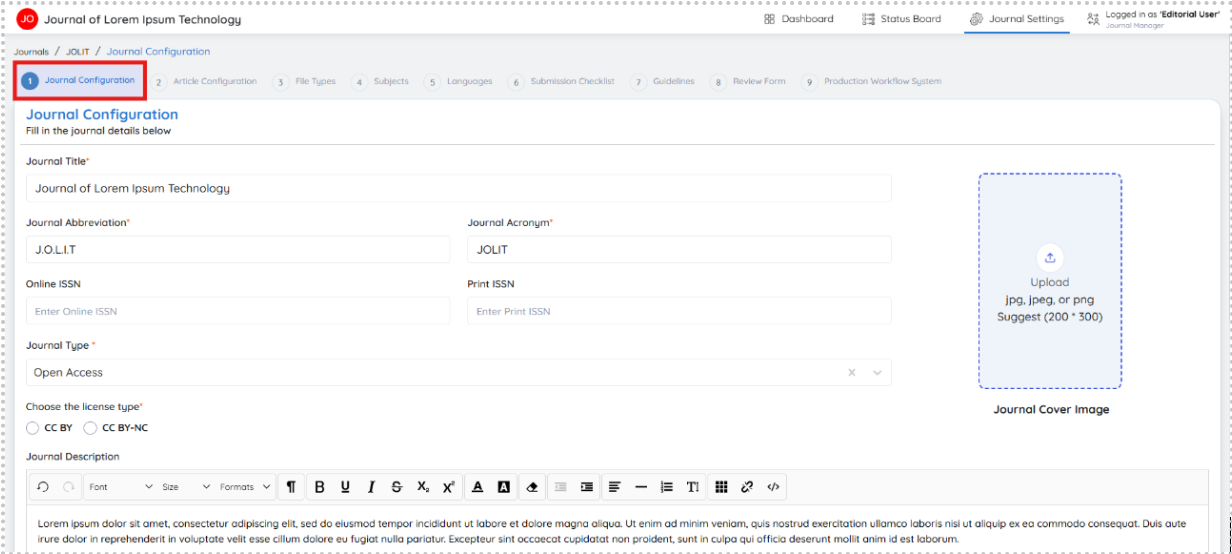 JO Journal of Lorem Ipsum Technology Dashboard Status Board Journal Settings Logged in as 'Editorial User'
Journal Manager
Journals / JOLIT / Journal Configuration
1 Journal Configuration 2 Article Configuration 3 File Types 4 Subjects 5 Languages 6 Submission Checklist 7 Guidelines 8 Review Form 9 Production Workflow System
Journal Configuration
Fill in the journal details below
Journal Title*
Journal of Lorem Ipsum Technology
Journal Abbreviation* Journal Acronym*
J.O.L.I.T JOLIT
Online ISSN Print ISSN
Enter Online ISSN Enter Print ISSN
Journal Type *
Open Access
Choose the license type*
CC BY CC BY-NC
Upload
jpg, jpeg, or png
Suggest (200 * 300)
Journal Cover Image
Journal Description
Font Size Formats ¶ B U I S X₂ X² A A TI </>
Lorem ipsum dolor sit amet, consectetur adipiscing elit, sed do eiusmod tempor incididunt ut labore et dolore magna aliqua. Ut enim ad minim veniam, quis nostrud exercitation ullamco laboris nisi ut aliquip ex ea commodo consequat. Duis aute
irure dolor in reprehenderit in voluptate velit esse cillum dolore eu fugiat nulla pariatur. Excepteur sint occaecat cupidatat non proident, sunt in culpa qui officia deserunt mollit anim id est laborum.